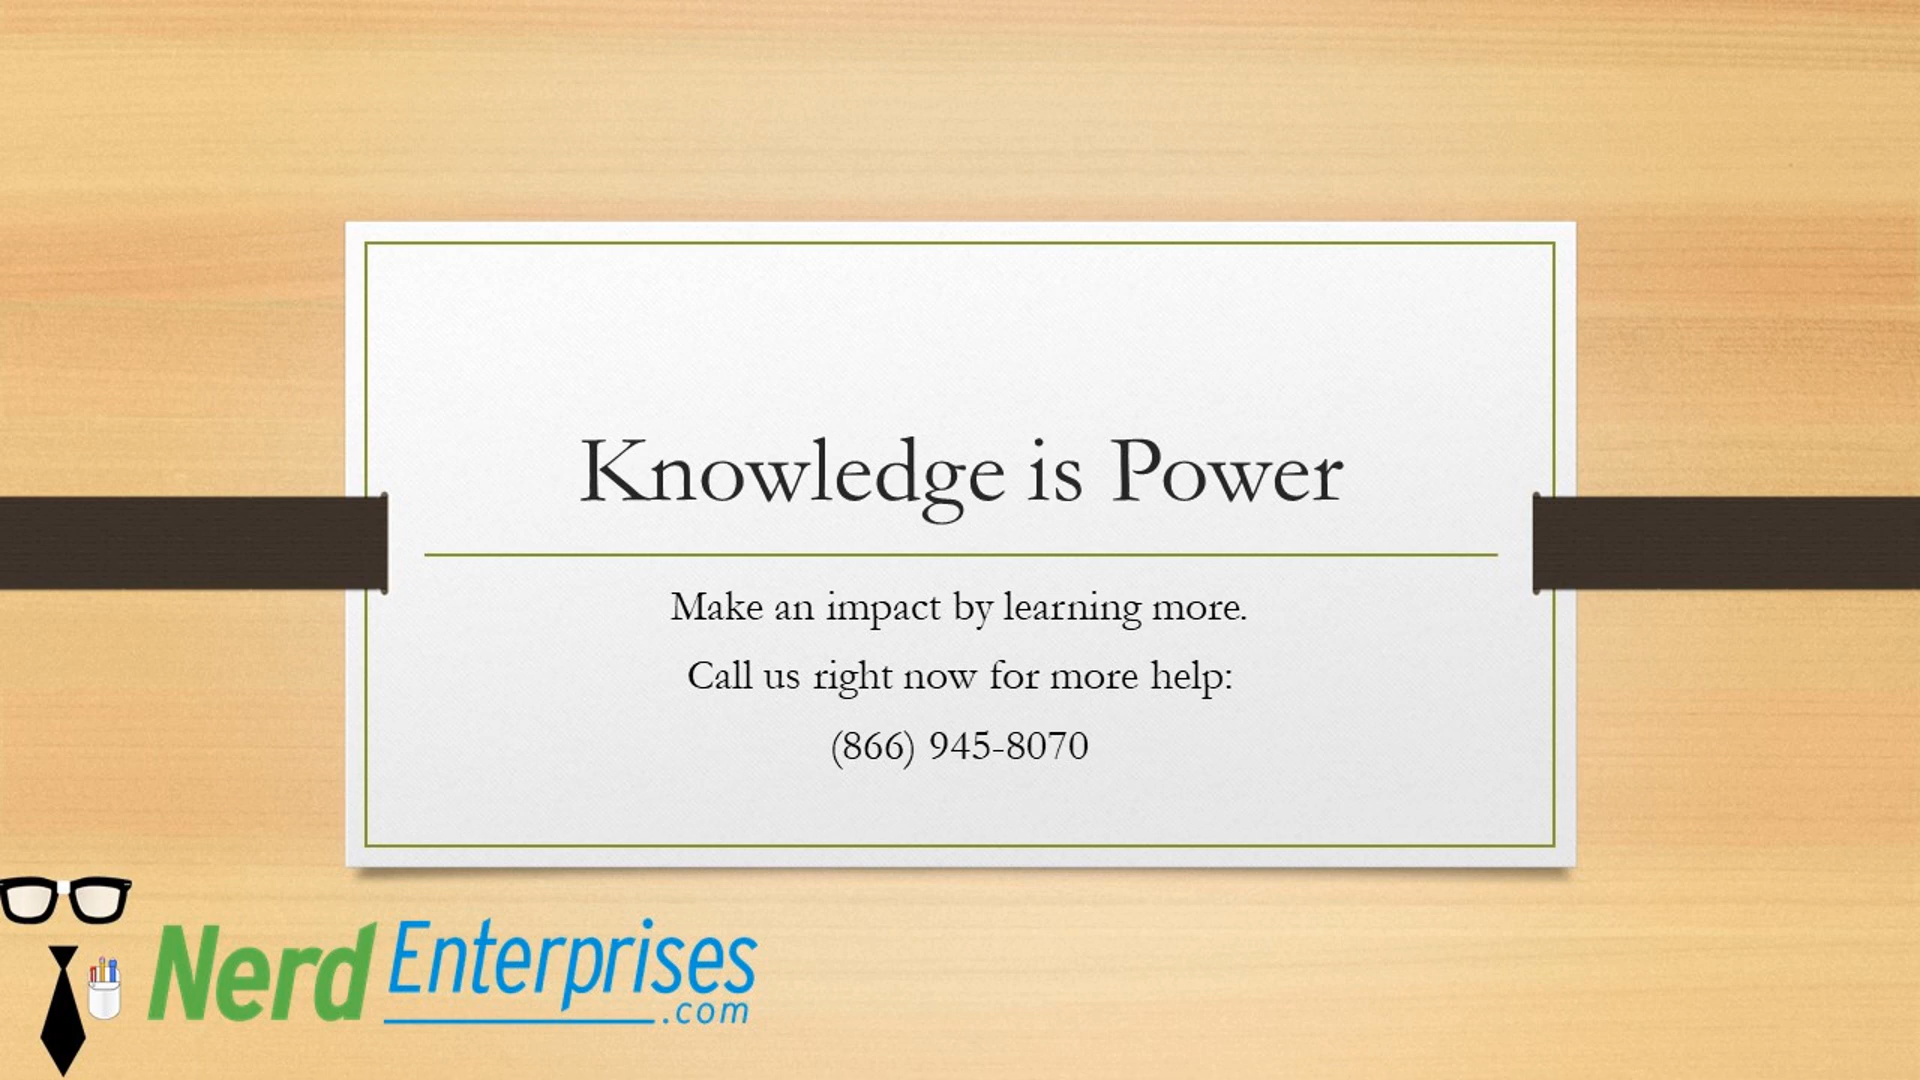 Knowledge is Power
Make an impact by learning more.
Call us right now for more help:
(866) 945-8070
Nerd Enterprises
.com